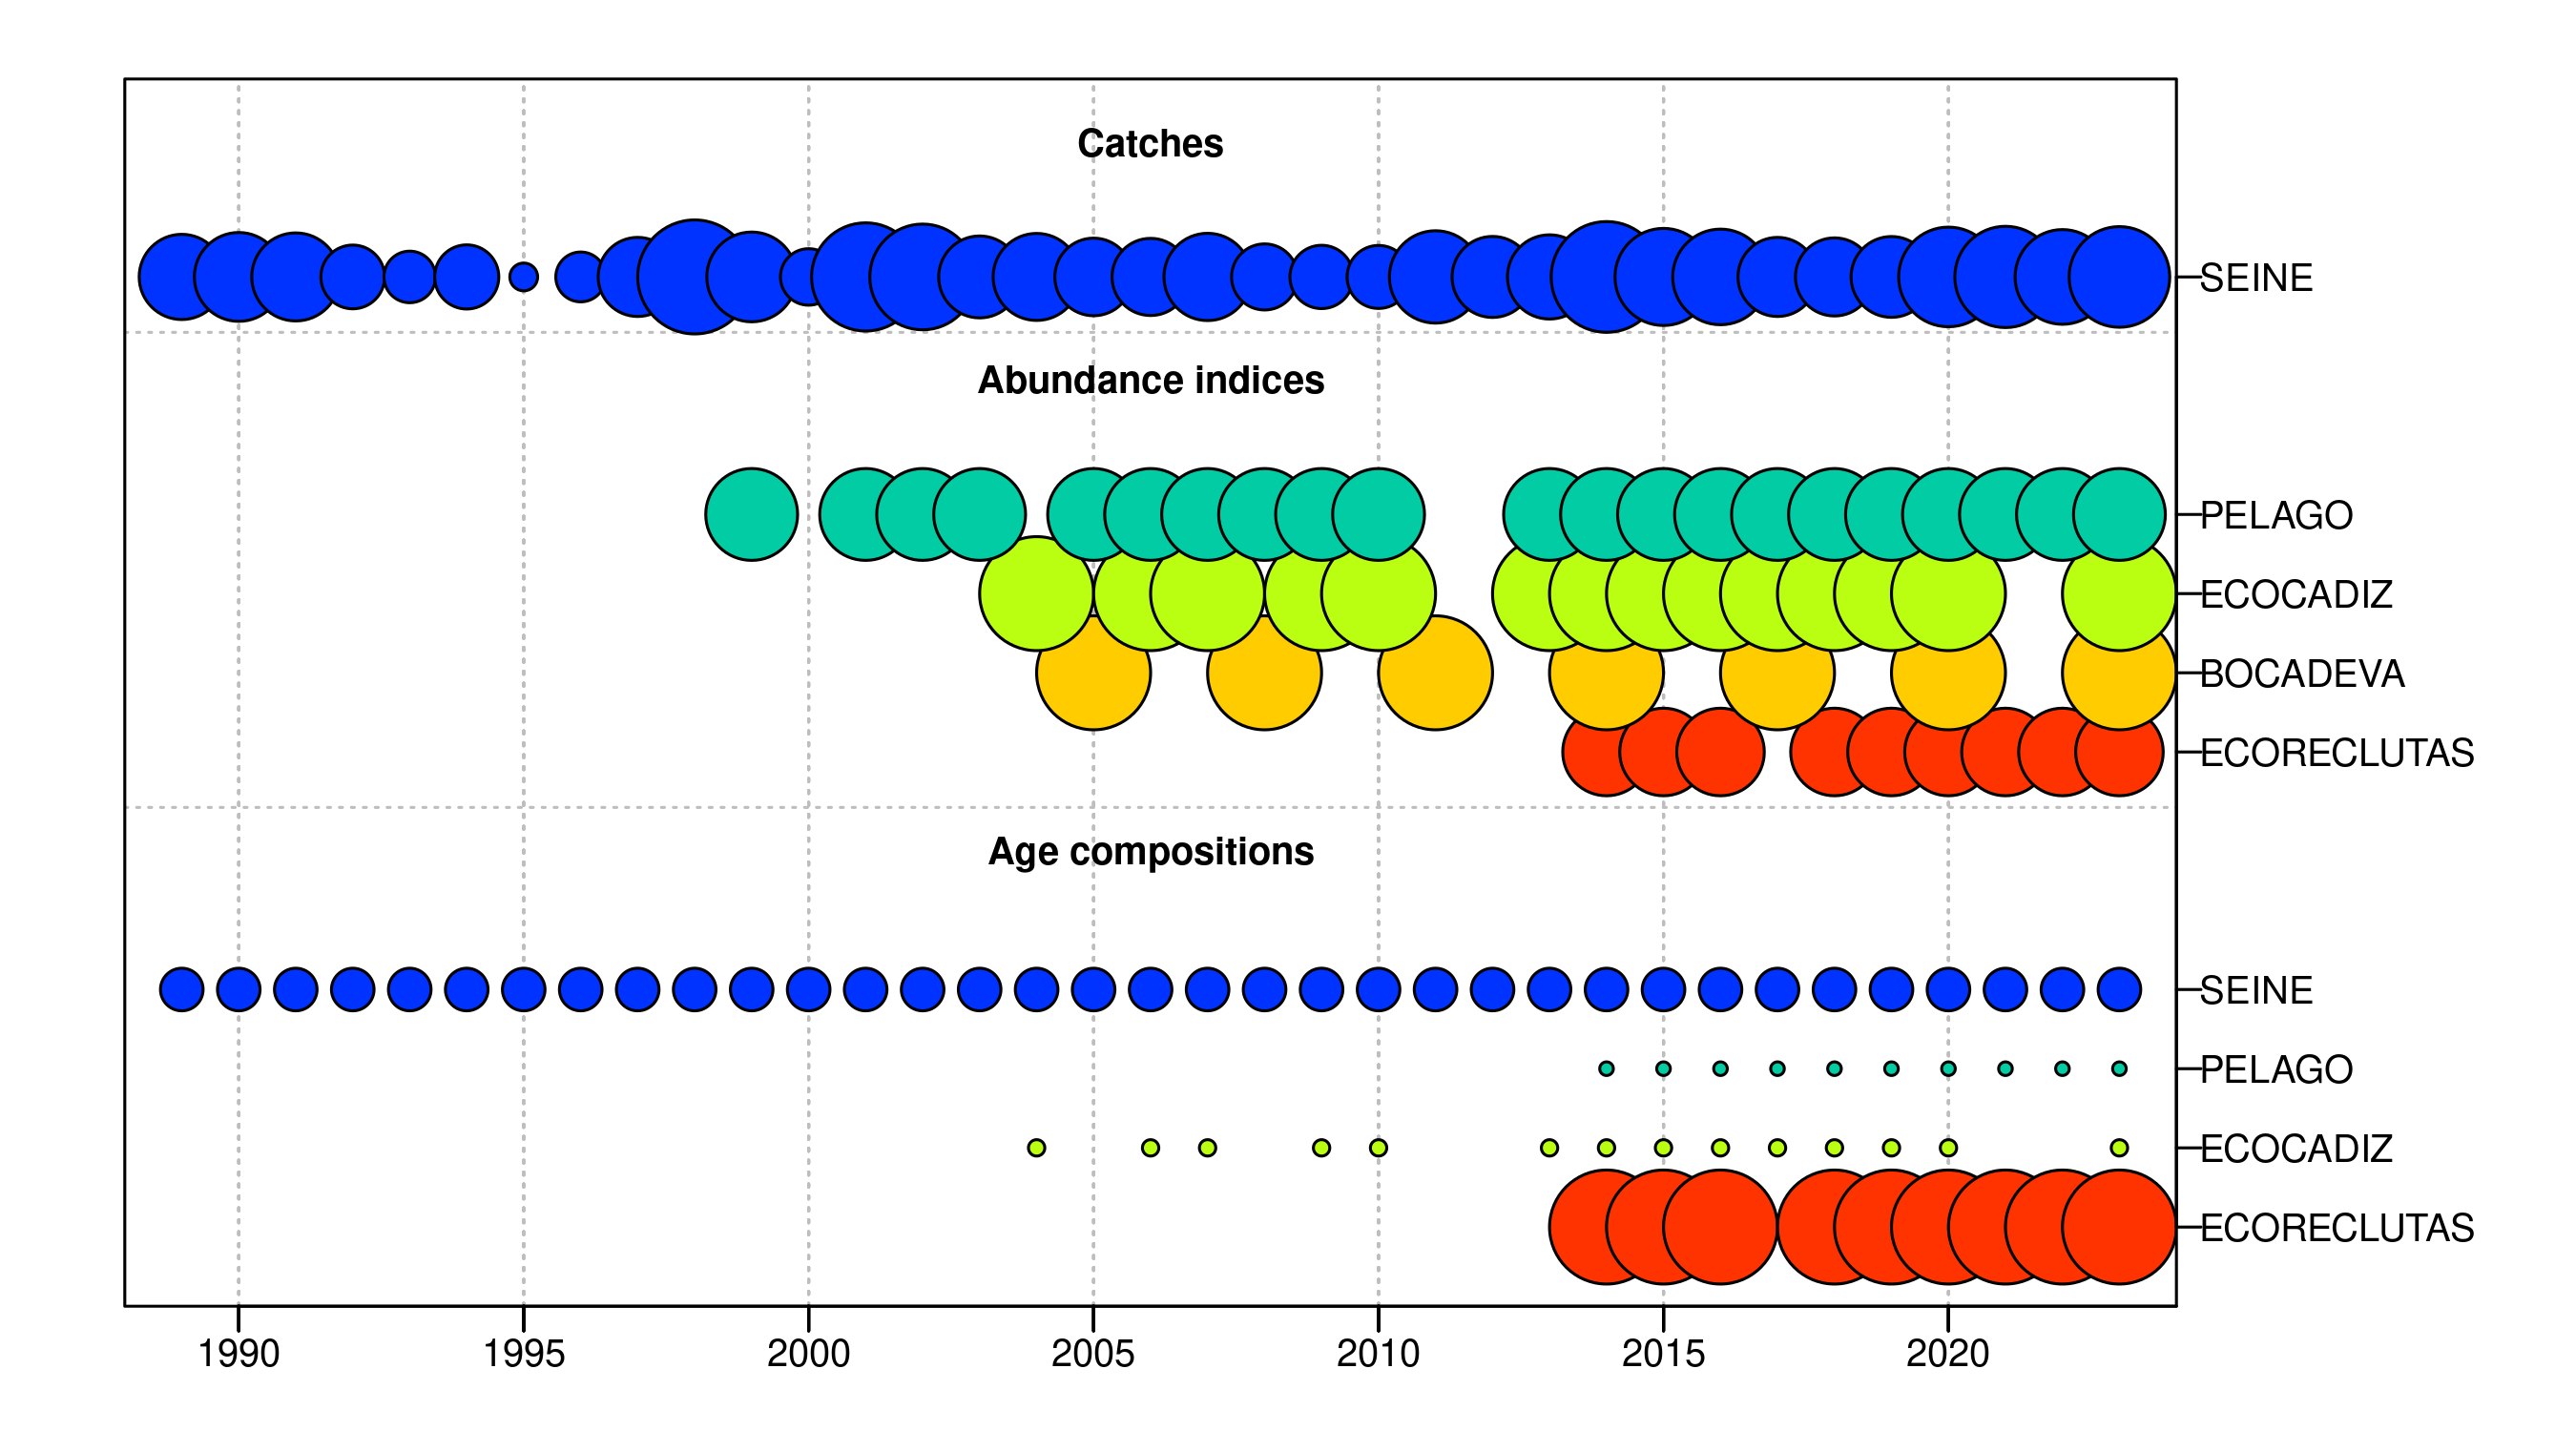 Catches
SEINE
Abundance indices
PELAGO
ECOCADIZ
BOCADEVA
ECORECLUTAS
Age compositions
SEINE
PELAGO
ECOCADIZ
ECORECLUTAS
1990 1995 2000 2005 2010 2015 2020